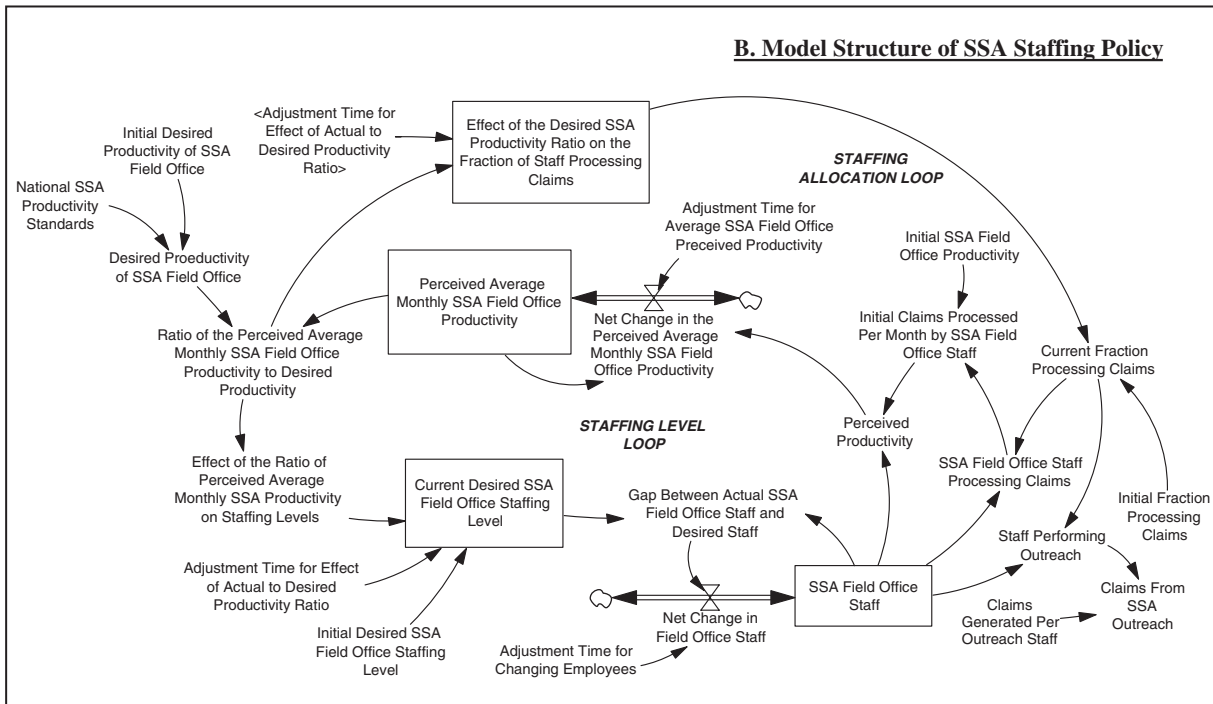 B. Model Structure of SSA Staffing Policy
<Adjustment Time for
Effect of Actual to
Desired Productivity
Ratio>
Effect of the Desired SSA
Productivity Ratio on the
Fraction of Staff Processing
Claims
Initial Desired
Productivity of SSA
Field Office
National SSA
Productivity
Standards
Desired Proeductivity
of SSA Field Office
STAFFING
ALLOCATION LOOP
Adjustment Time for
Average SSA Field Office
Preceived Productivity
Initial SSA Field
Office Productivity
Perceived Average
Monthly SSA Field Office
Productivity
Net Change in the
Perceived Average
Monthly SSA Field
Office Productivity
Initial Claims Processed
Per Month by SSA Field
Office Staff
Ratio of the Perceived Average
Monthly SSA Field Office
Productivity to Desired
Productivity
Current Fraction
Processing Claims
STAFFING LEVEL
LOOP
Perceived
Productivity
Effect of the Ratio of
Perceived Average
Monthly SSA Productivity
on Staffing Levels
Current Desired SSA
Field Office Staffing
Level
Gap Between Actual SSA
Field Office Staff and
Desired Staff
SSA Field Office Staff
Processing Claims
Initial Fraction
Processing
Claims
Staff Performing
Outreach
Adjustment Time for Effect
of Actual to Desired
Productivity Ratio
SSA Field Office
Staff
Claims From
SSA
Outreach
Claims
Generated Per
Outreach Staff
Net Change in
Field Office Staff
Initial Desired SSA
Field Office Staffing
Level
Adjustment Time for
Changing Employees